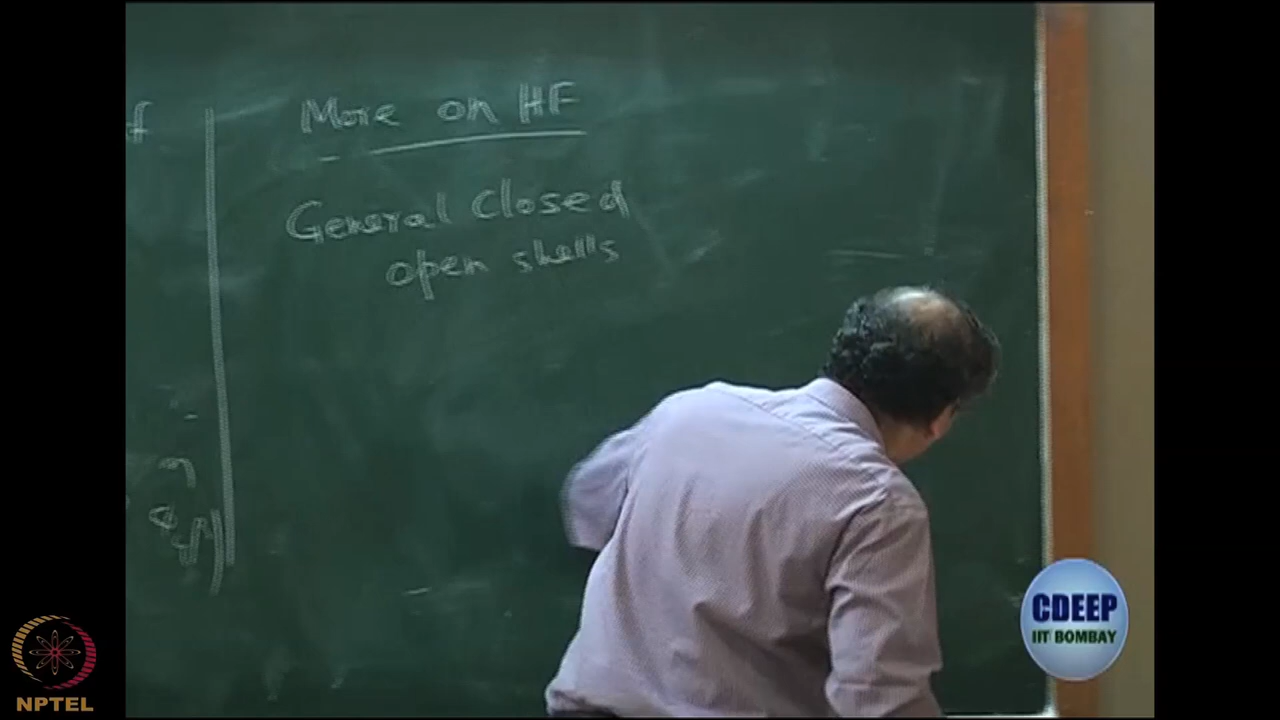 More on HF
General Closed
open shells
CDEEP
IIT BOMBAY
NPTEL